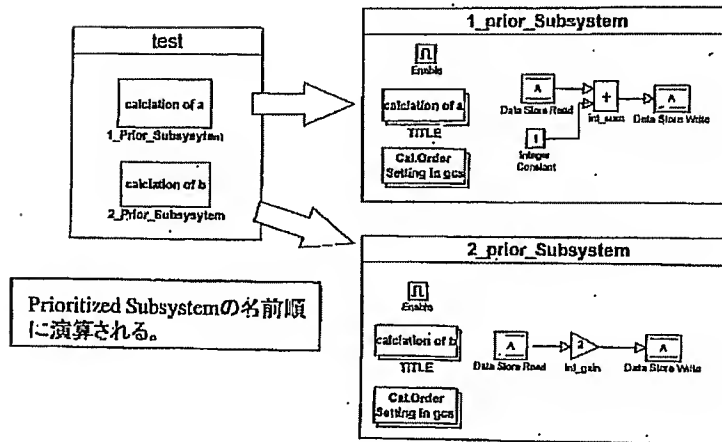 test
calclation of a
1_Prior_Subsysytem
calclation of b
2_Prior_Subsysytem
Prioritized Subsystemの名前順
に演算される。
1_prior_Subsystem
Enable
calclation of a
TITLE
Cal.Order
Setting in gcs
A
Data Store Read
1
Integer
Constant
+
int_sum
A
Data Store Write
2_prior_Subsystem
Enable
calclation of b
TITLE
Cal.Order
Setting in gcs
A
Data Store Read
2
int_gain
A
Data Store Write